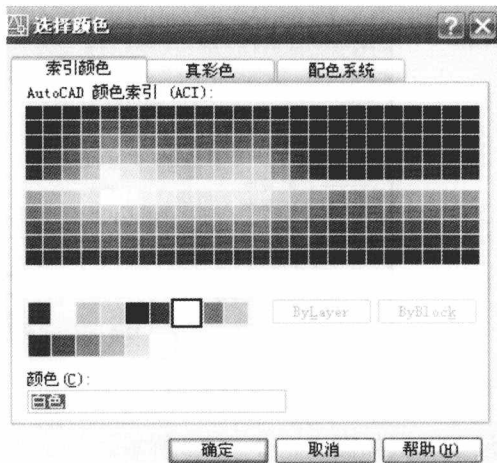 选择颜色
索引颜色 真彩色 配色系统
AutoCAD 颜色索引 (ACI):
ByLayer ByBlock
颜色(C):
白色
确定 取消 帮助(H)